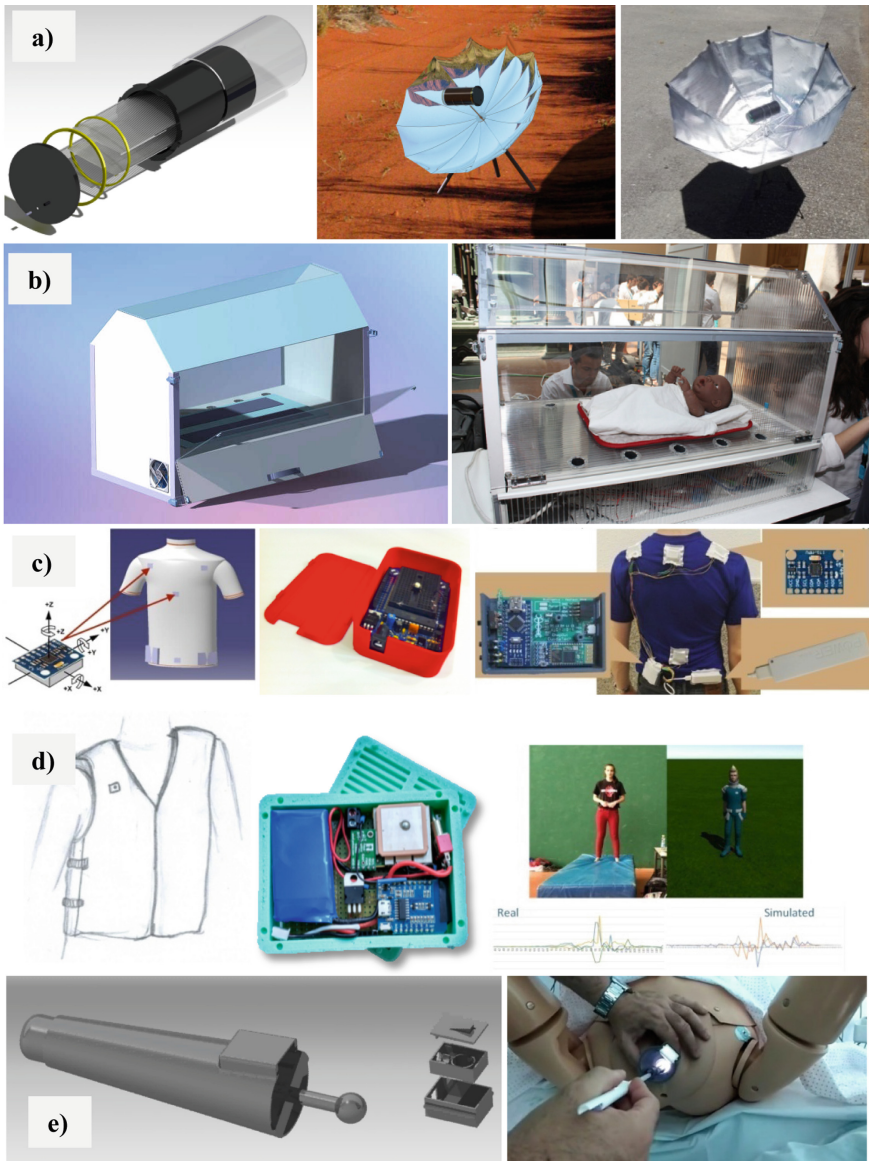 a)
b)
c)
+Z
+Z
+Y
+Y
+X
+X
d)
Real
Simulated
e)